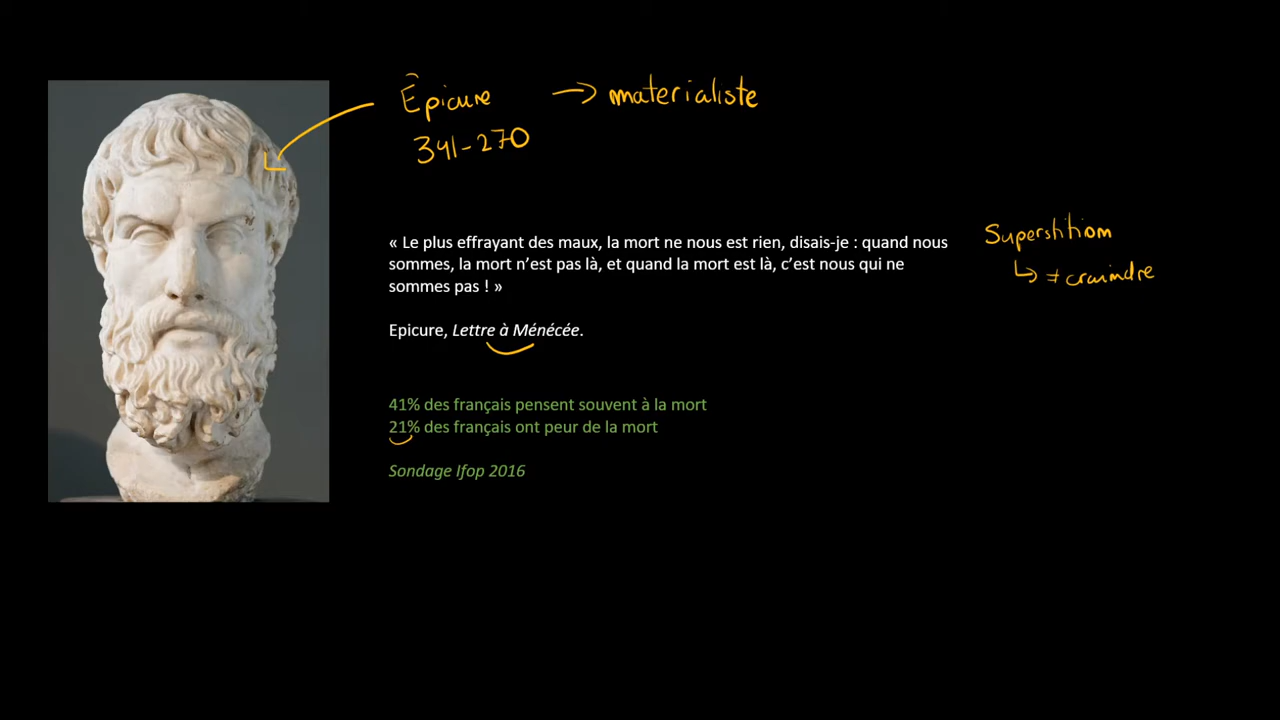 Épicure → materialiste
341-270
« Le plus effrayant des maux, la mort ne nous est rien, disais-je : quand nous
sommes, la mort n’est pas là, et quand la mort est là, c’est nous qui ne
sommes pas ! »
Superstition
↳ ≠ craindre
Epicure, Lettre à Ménécée.
41% des français pensent souvent à la mort
21% des français ont peur de la mort
Sondage Ifop 2016